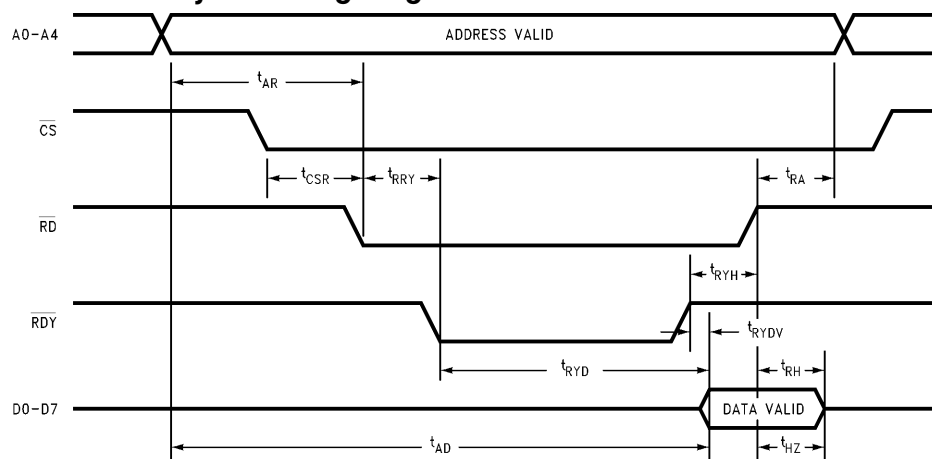 A0-A4
ADDRESS VALID
tAR
CS
tCSR
tRRY
tRA
RD
tRYH
RDY
tRYDV
tRYD
tRH
D0-D7
DATA VALID
tAD
tHZ